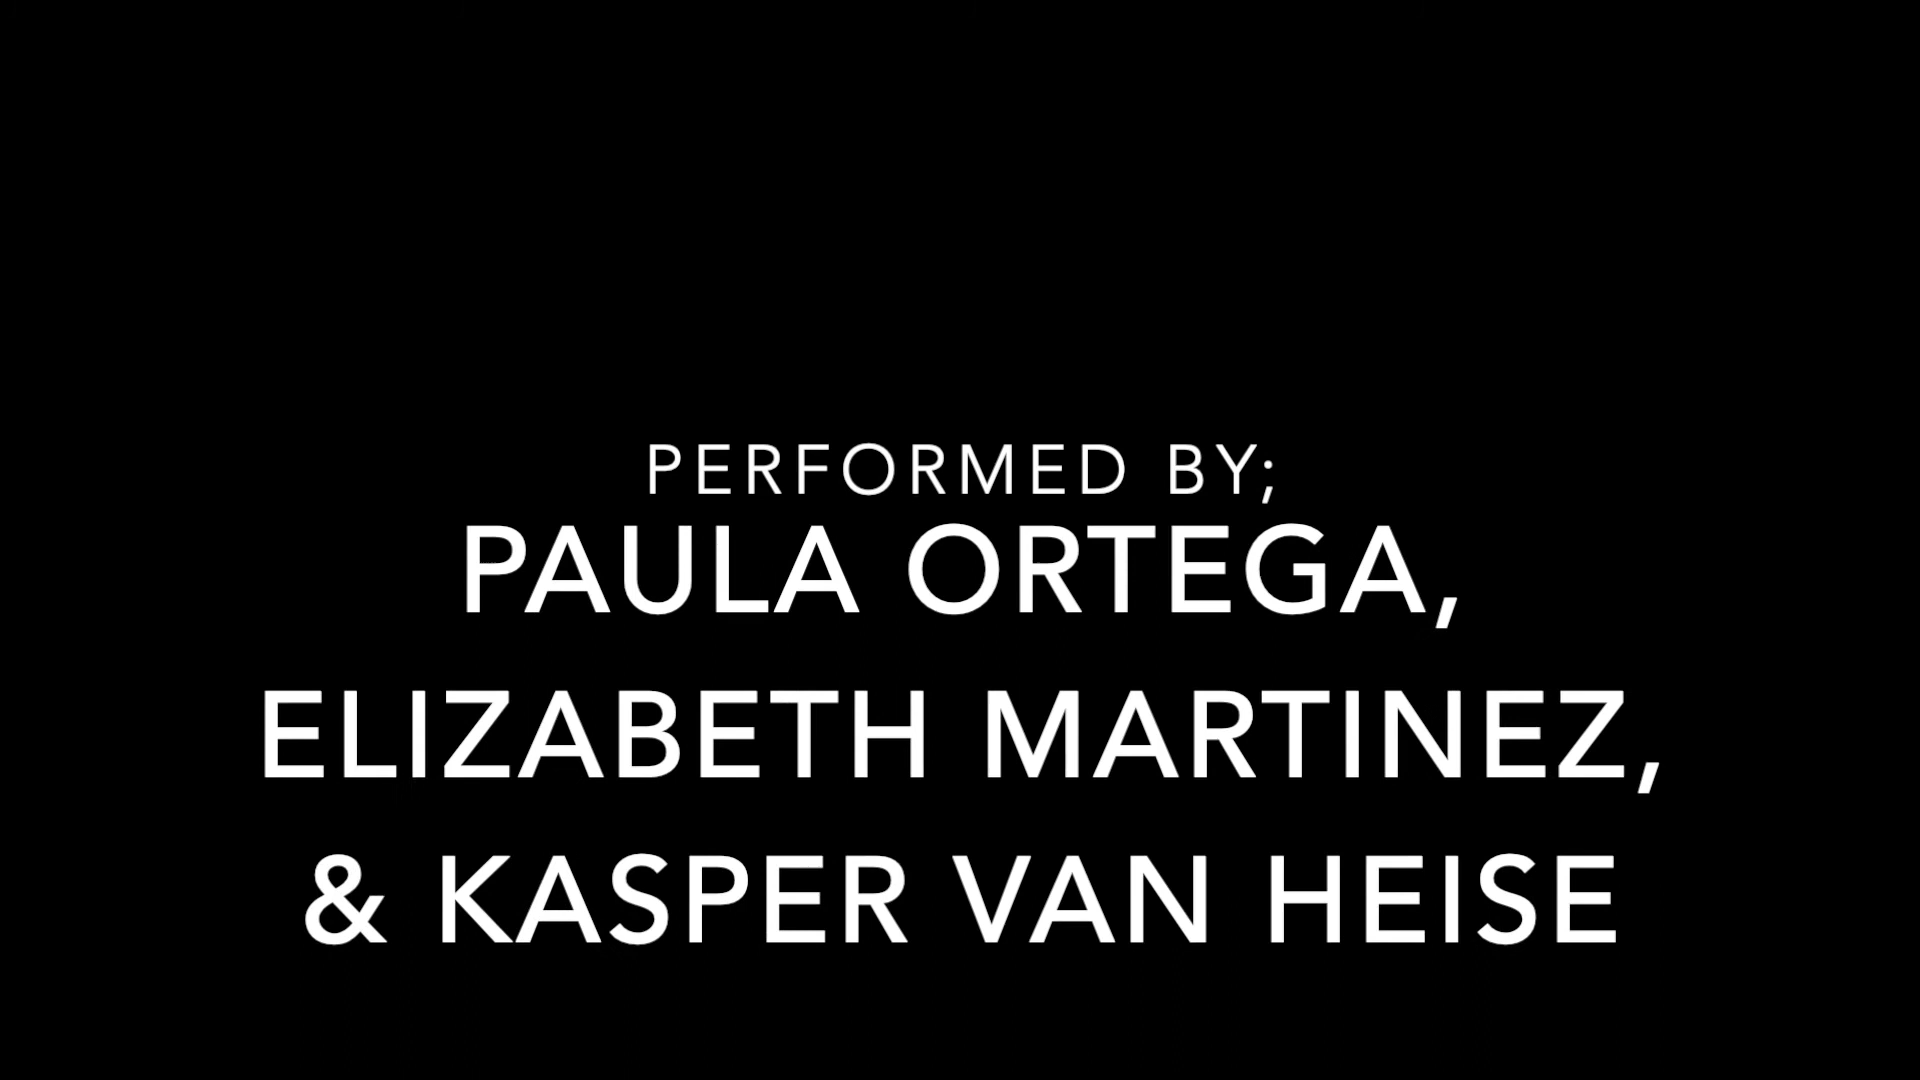 PERFORMED BY;
PAULA ORTEGA,
ELIZABETH MARTINEZ,
& KASPER VAN HEISE